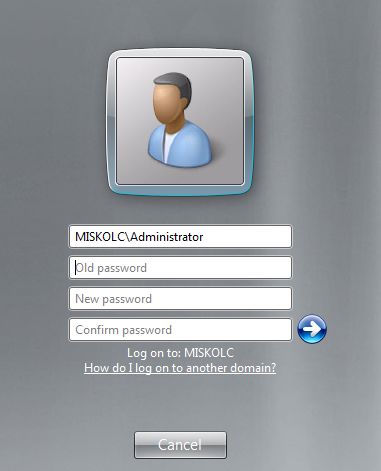 MISKOLC\Administrator
Old password
New password
Confirm password
Log on to: MISKOLC
How do I log on to another domain?
Cancel